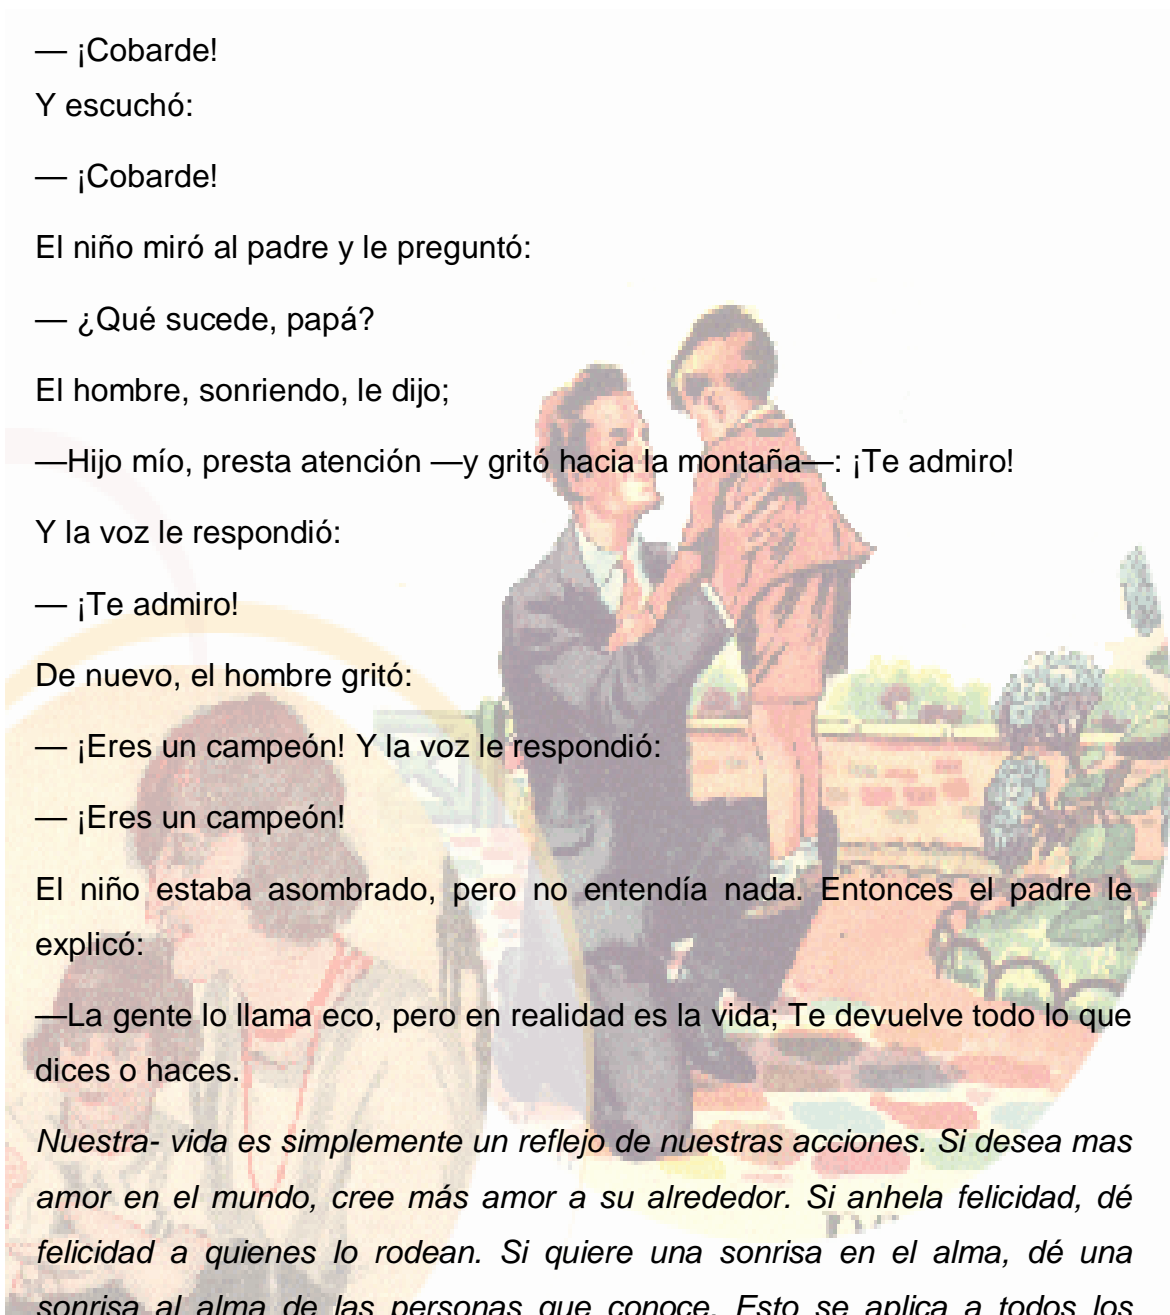 — ¡Cobarde!
Y escuchó:
— ¡Cobarde!
El niño miró al padre y le preguntó:
— ¿Qué sucede, papá?
El hombre, sonriendo, le dijo;
—Hijo mío, presta atención —y gritó hacia la montaña—: ¡Te admiro!
Y la voz le respondió:
— ¡Te admiro!
De nuevo, el hombre gritó:
— ¡Eres un campeón! Y la voz le respondió:
— ¡Eres un campeón!
El niño estaba asombrado, pero no entendía nada. Entonces el padre le
explicó:
—La gente lo llama eco, pero en realidad es la vida; Te devuelve todo lo que
dices o haces.
Nuestra- vida es simplemente un reflejo de nuestras acciones. Si desea mas
amor en el mundo, cree más amor a su alrededor. Si anhela felicidad, dé
felicidad a quienes lo rodean. Si quiere una sonrisa en el alma, dé una
sonrisa al alma de las personas que conoce. Esto se aplica a todos los